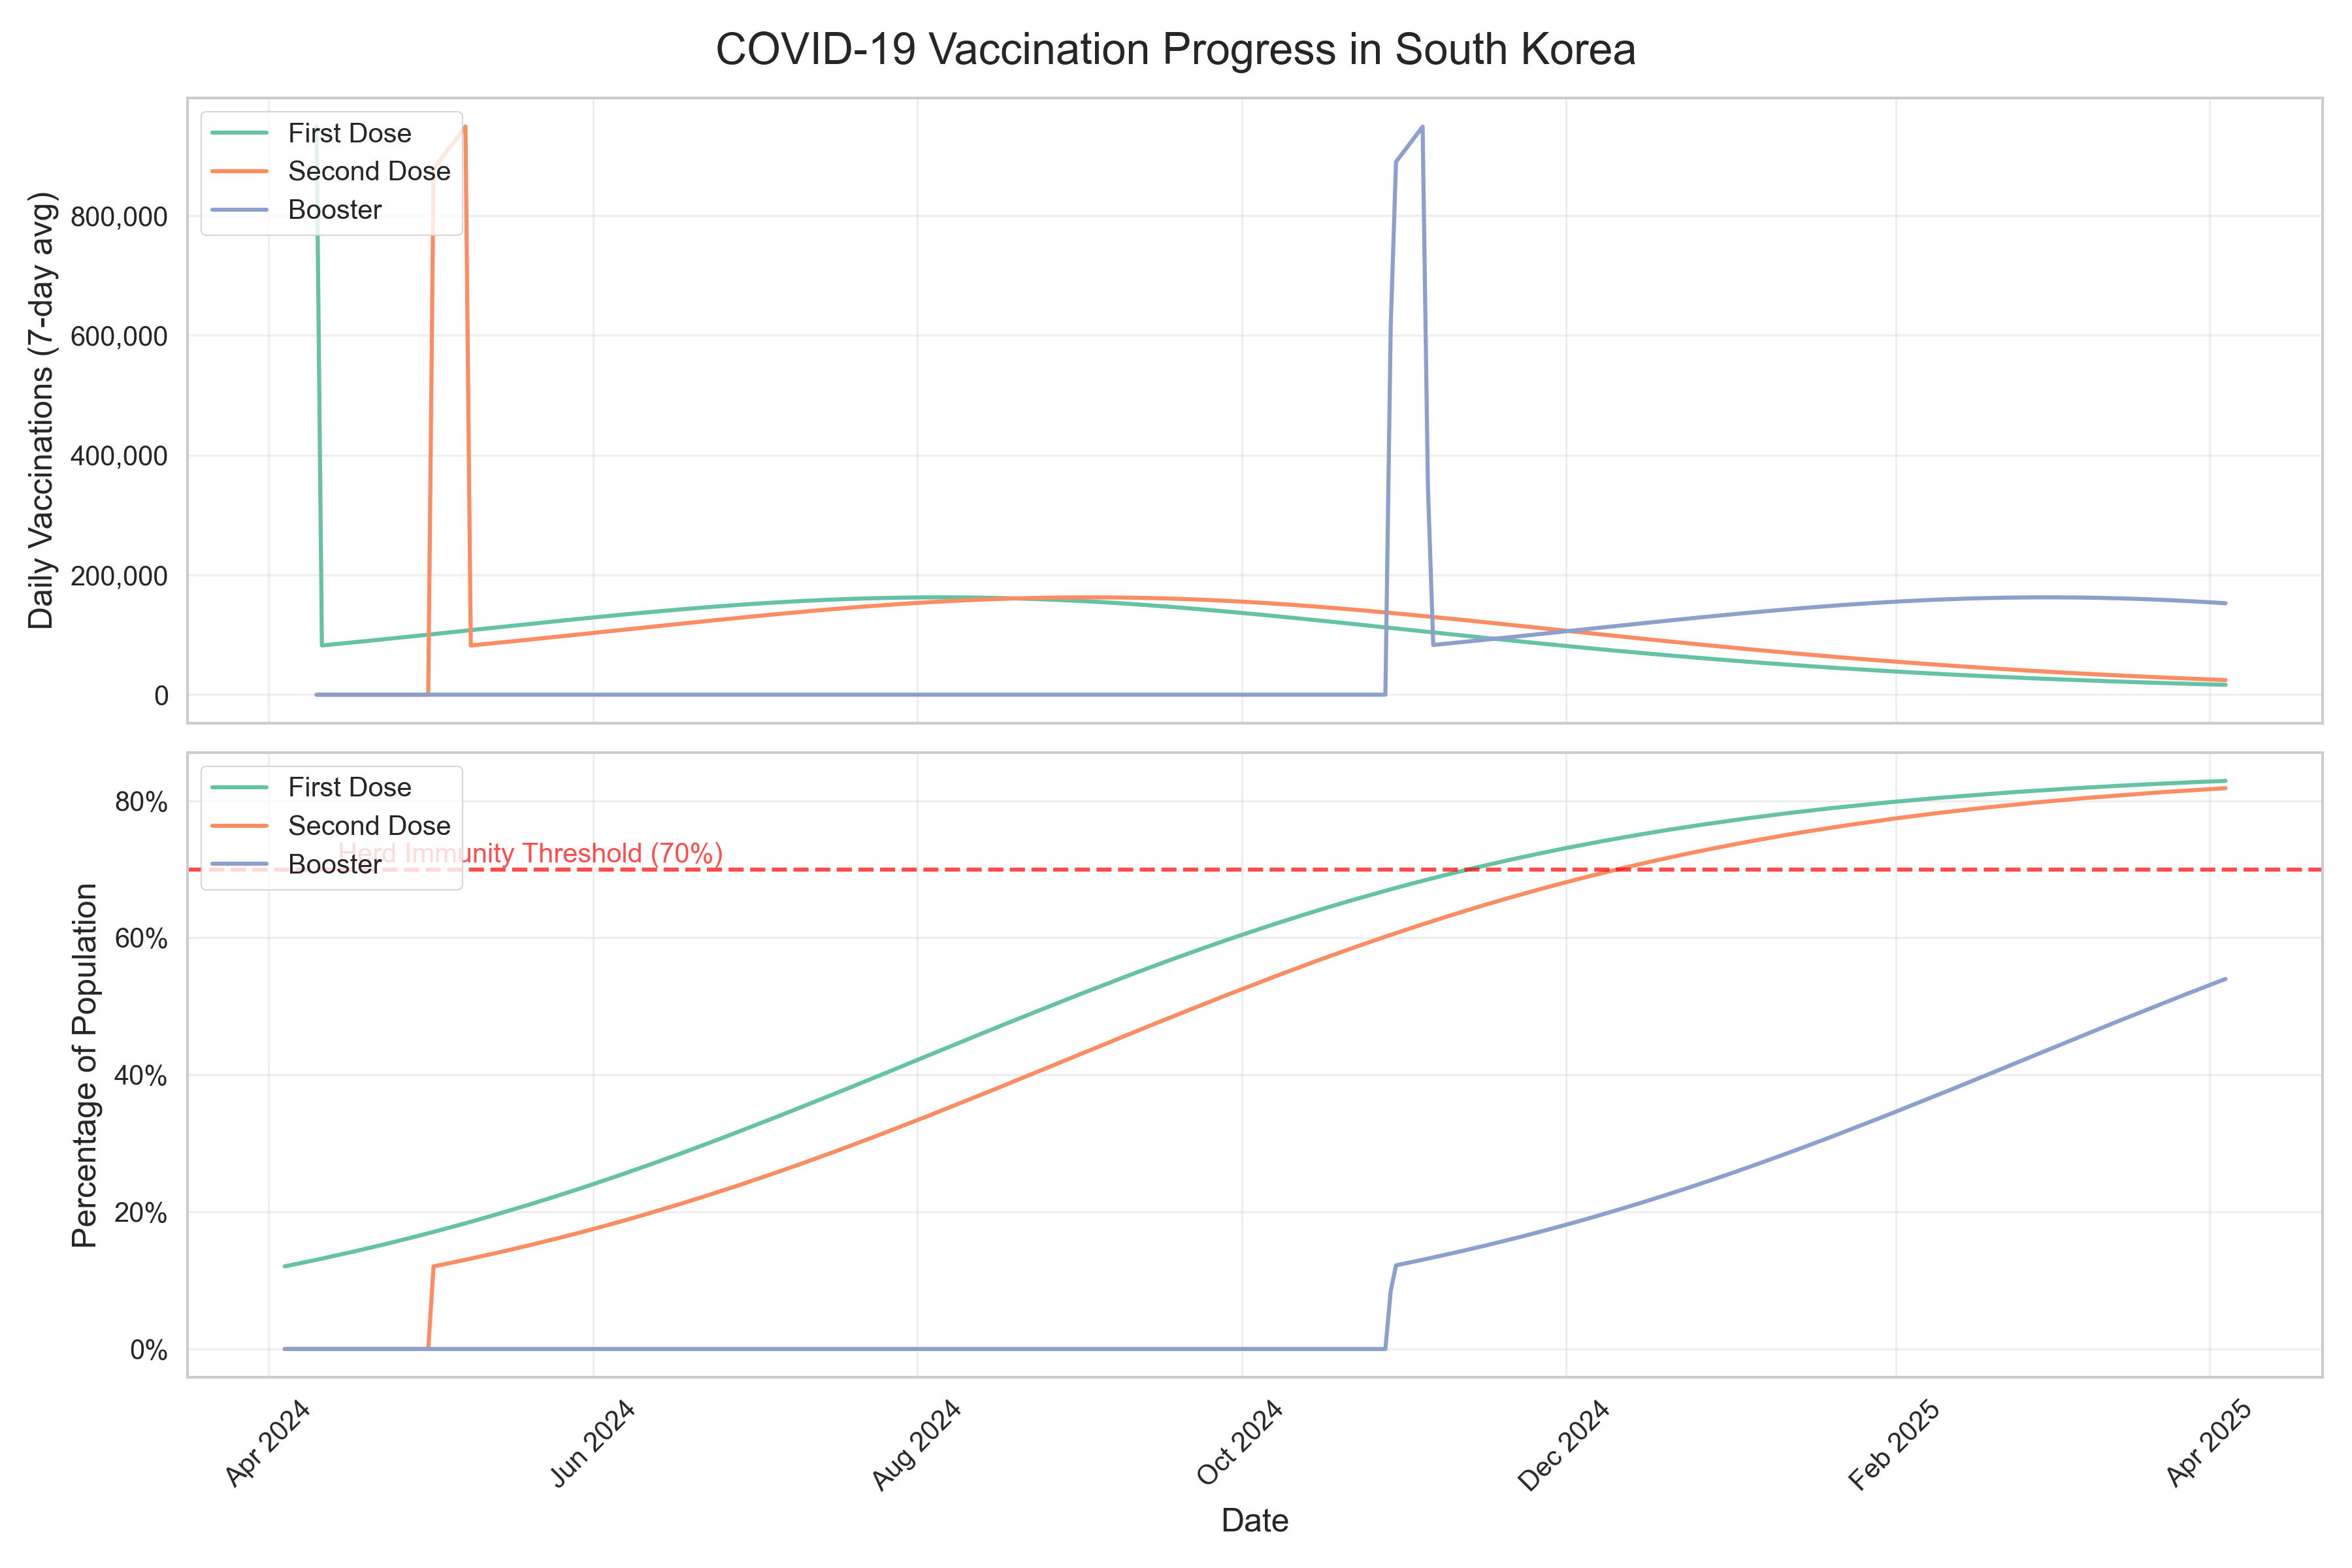 COVID-19 Vaccination Progress in South Korea
First Dose
Second Dose
Booster
Daily Vaccinations (7-day avg)
800,000
600,000
400,000
200,000
0
First Dose
Second Dose
Booster
Herd Immunity Threshold (70%)
Percentage of Population
80%
60%
40%
20%
0%
Apr 2024
Jun 2024
Aug 2024
Oct 2024
Dec 2024
Feb 2025
Apr 2025
Date